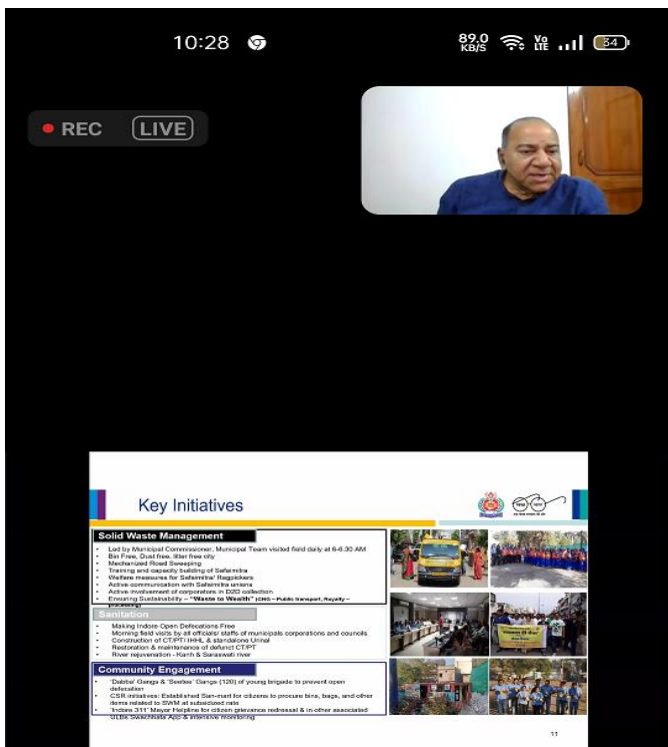 10:28
89.0
KB/S
Vo
LTE
34
REC LIVE
Key Initiatives
Solid Waste Management
• Led by Municipal Commissioner, Municipal Team visited field daily at 6-6.30 AM
• Bin Free, Dust free, litter free city
• Mechanized Road Sweeping
• Training and capacity building of Safaimitra
• Welfare measures for Safaimitra/ Ragpickers
• Active communication with Safaimitra unions
• Active involvement of corporators in D2D collection
• Ensuring Sustainability – "Waste to Wealth" (CNG – Public transport, Royalty –
Sanitation
• Making Indore Open Defecations Free
• Morning field visits by all officials/ staffs of municipals corporations and councils
• Construction of CT/PT/ IHHL & standalone Urinal
• Restoration & maintenance of defunct CT/PT
• River rejuvenation - Kanh & Saraswati river
Community Engagement
• 'Dabba' Gangs & 'Seetee' Gangs (120) of young brigade to prevent open
defecation
• CSR initiatives: Established San-mart for citizens to procure bins, bags, and other
items related to SWM at subsidized rate
• 'Indore 311' Mayor Helpline for citizen grievance redressal & in other associated
ULBs Swachhata App & intensive monitoring
11